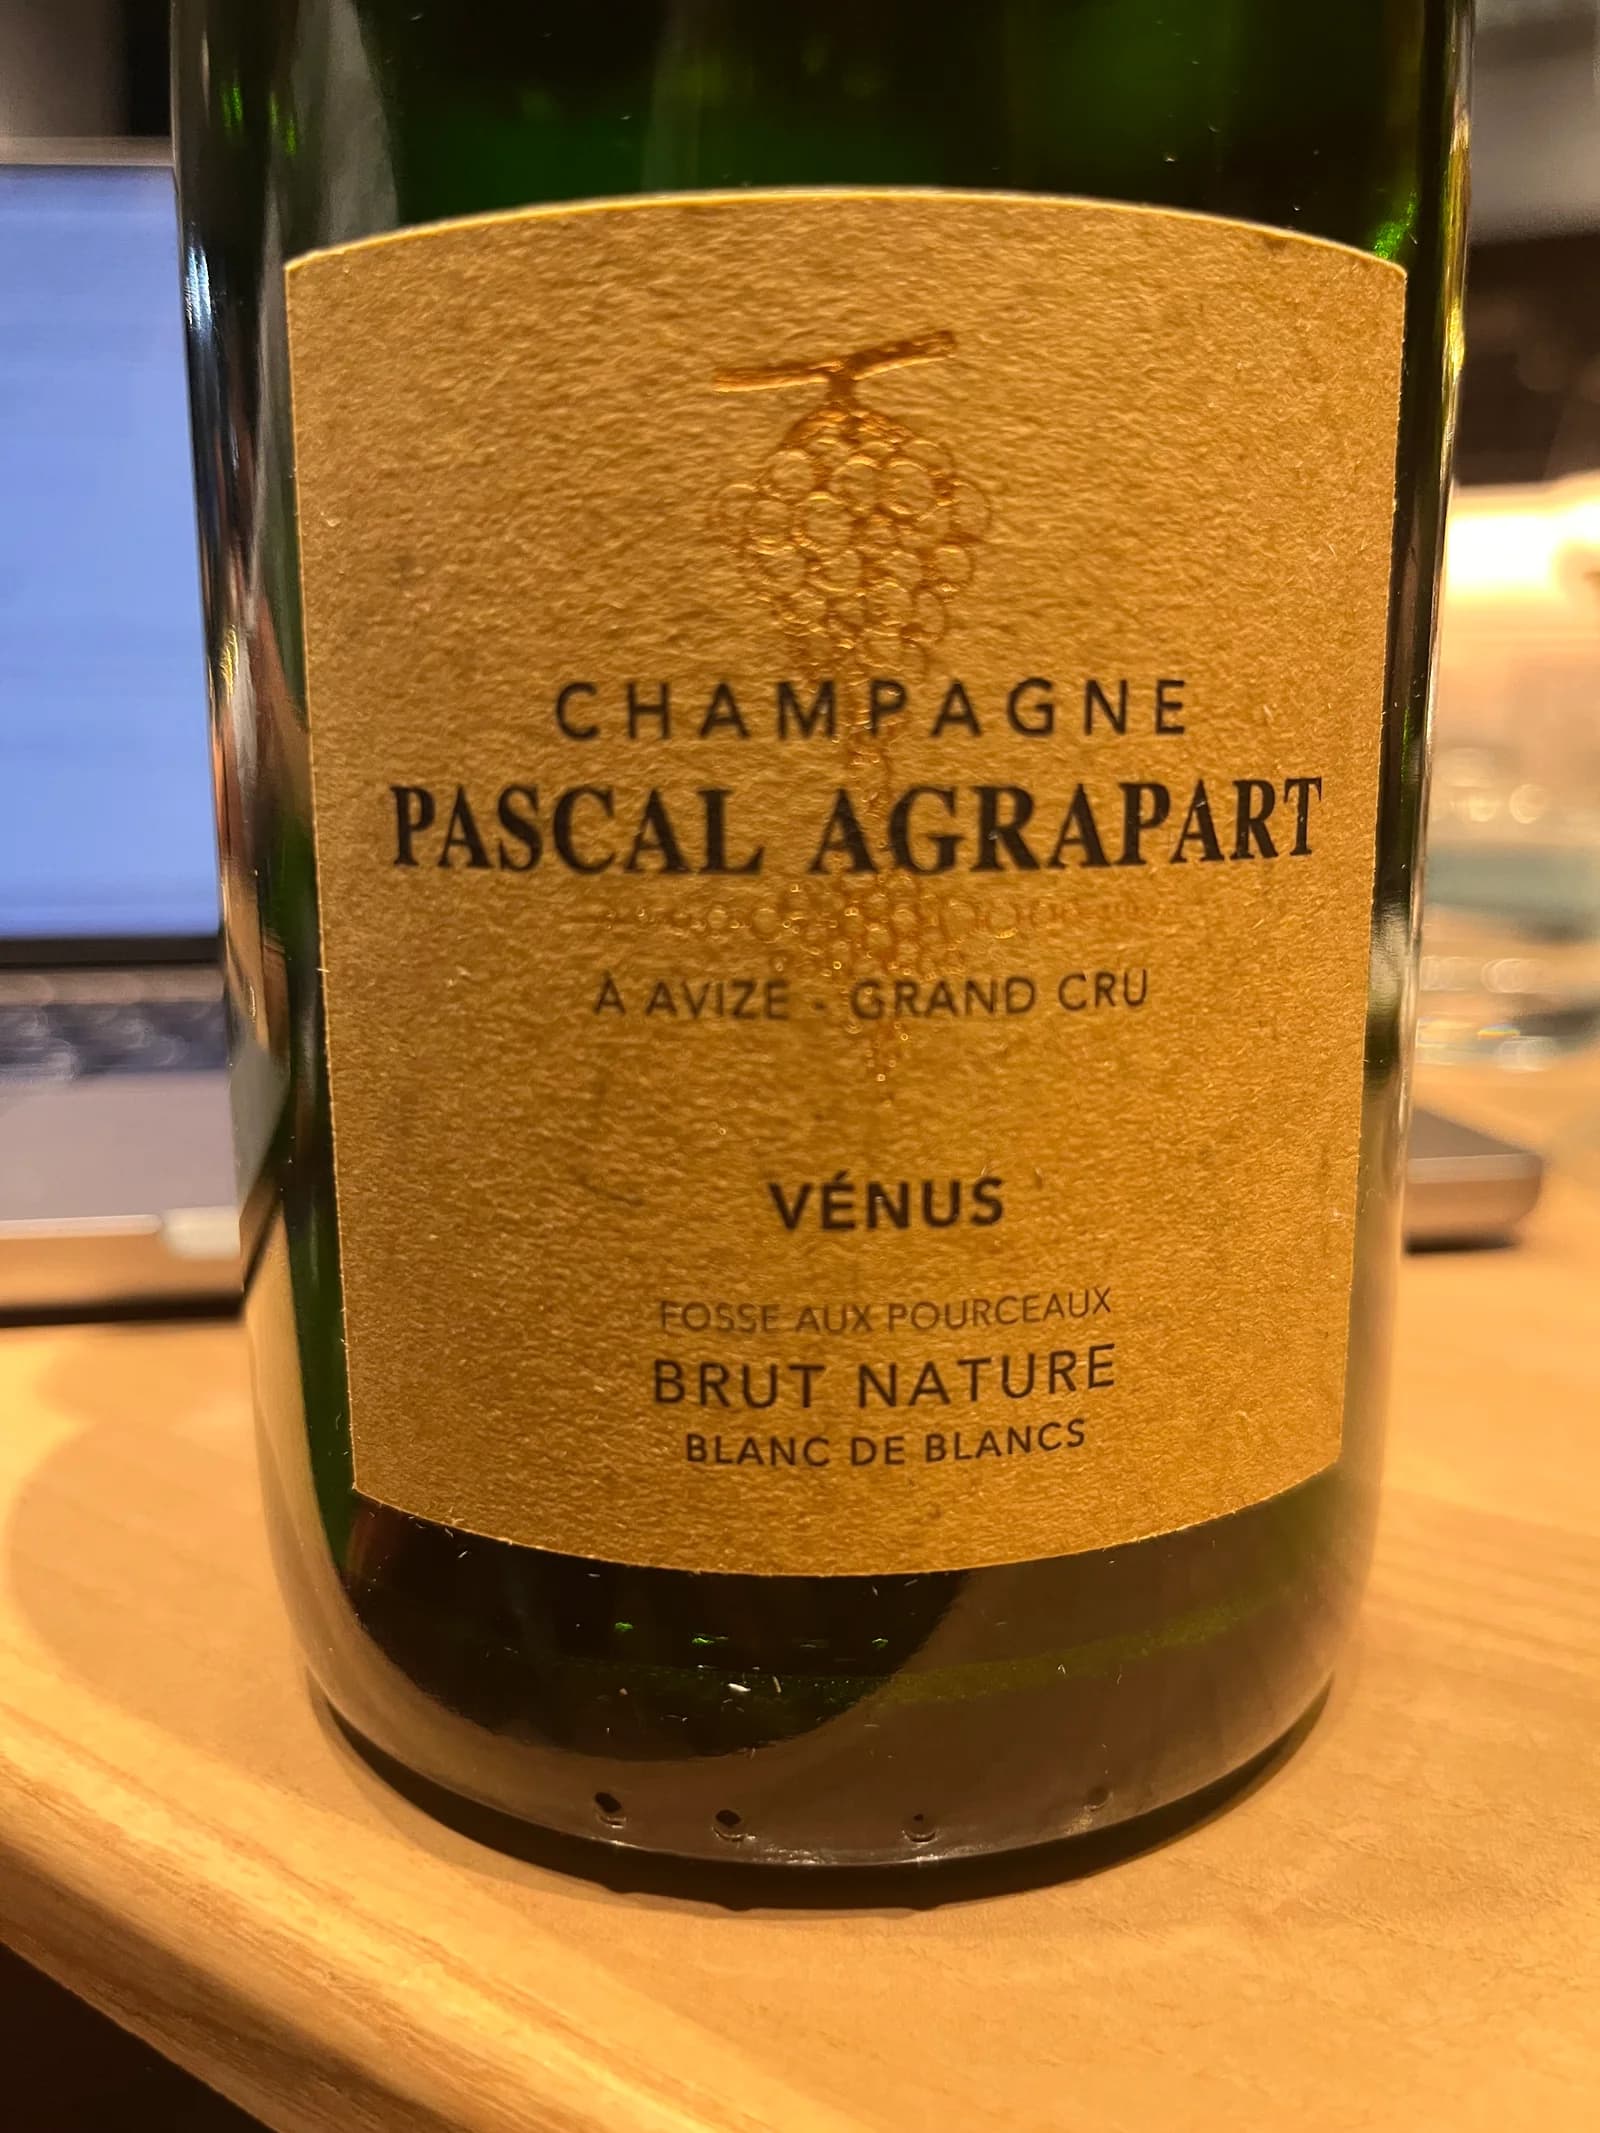 CHAMPAGNE
PASCAL AGRAPART
À AVIZE - GRAND CRU
VÉNUS
FOSSE AUX POURCEAUX
BRUT NATURE
BLANC DE BLANCS